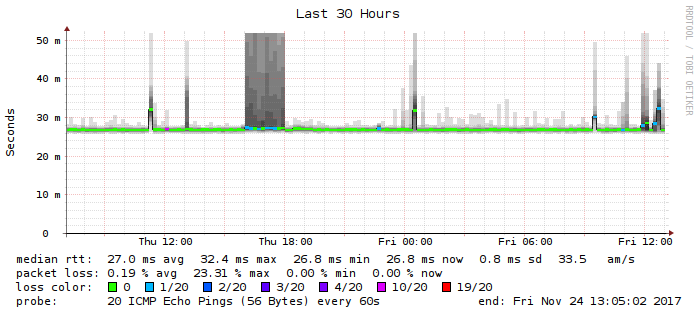 Last 30 Hours
RRDTOOL / TOBI OETIKER
Seconds
50 m
40 m
30 m
20 m
10 m
0
Thu 12:00 Thu 18:00 Fri 00:00 Fri 06:00 Fri 12:00
median rtt: 27.0 ms avg 32.4 ms max 26.8 ms min 26.8 ms now 0.8 ms sd 33.5 am/s
packet loss: 0.19 % avg 23.31 % max 0.00 % min 0.00 % now
loss color: 0 1/20 2/20 3/20 4/20 10/20 19/20
probe: 20 ICMP Echo Pings (56 Bytes) every 60s end: Fri Nov 24 13:05:02 2017